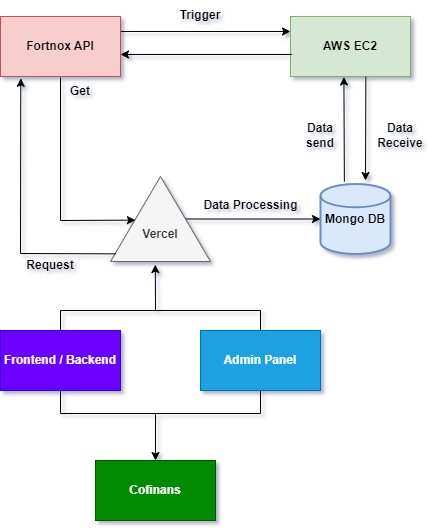 Trigger
Fortnox API
AWS EC2
Get
Data
send
Data
Receive
Data Processing
Mongo DB
Vercel
Request
Frontend / Backend
Admin Panel
Cofinans